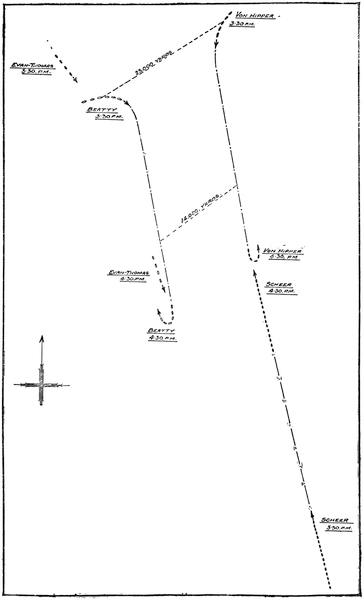 VON HIPPER
3·30 P.M.
EVAN-THOMAS
3·30. P.M.
23,000 YARDS
BEATTY
3·30 P.M.
12,000 YARDS
VON HIPPER
4·30. P.M.
EVAN-THOMAS
4·30 P.M.
SCHEER
4·30. P.M.
BEATTY
4·30 P.M.
SCHEER
3·30 P.M.